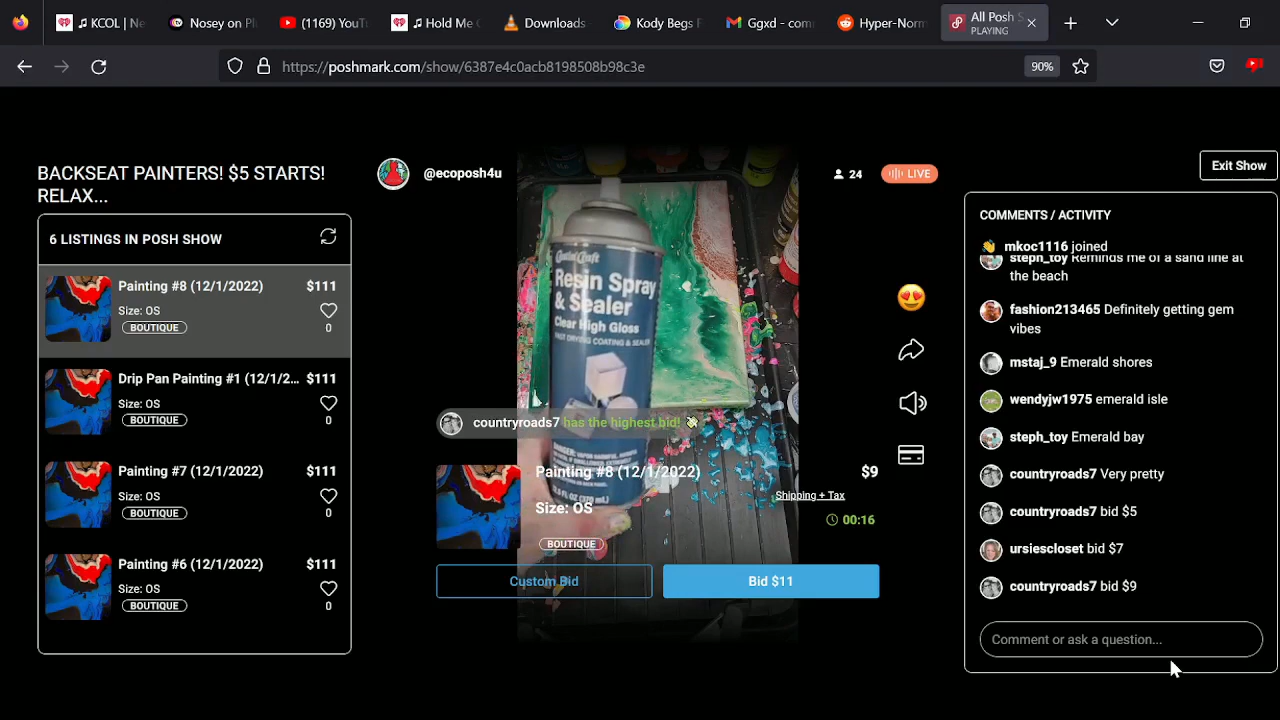 KCOL | Ne
Nosey on Pl
(1169) YouT
Hold Me C
Downloads
Kody Begs F
Ggxd - comp
Hyper-Norm
All Posh S
PLAYING
https://poshmark.com/show/6387e4c0acb8198508b98c3e
90%
BACKSEAT PAINTERS! $5 STARTS!
RELAX...
@ecoposh4u
24
LIVE
Exit Show
6 LISTINGS IN POSH SHOW
Painting #8 (12/1/2022) $111
Size: OS
BOUTIQUE 0
Drip Pan Painting #1 (12/1/2... $111
Size: OS
BOUTIQUE 0
Painting #7 (12/1/2022) $111
Size: OS
BOUTIQUE 0
Painting #6 (12/1/2022) $111
Size: OS
BOUTIQUE 0
Resin Spray
& Sealer
Clear High Gloss
FAST DRYING COATING & SEALER
countryroads7 has the highest bid!
Painting #8 (12/1/2022) $9
Shipping + Tax
Size: OS
00:16
BOUTIQUE
Custom Bid
Bid $11
COMMENTS / ACTIVITY
mkoc1116 joined
steph_toy Reminds me of a sand line at
the beach
fashion213465 Definitely getting gem
vibes
mstaj_9 Emerald shores
wendyjw1975 emerald isle
steph_toy Emerald bay
countryroads7 Very pretty
countryroads7 bid $5
ursiescloset bid $7
countryroads7 bid $9
Comment or ask a question...